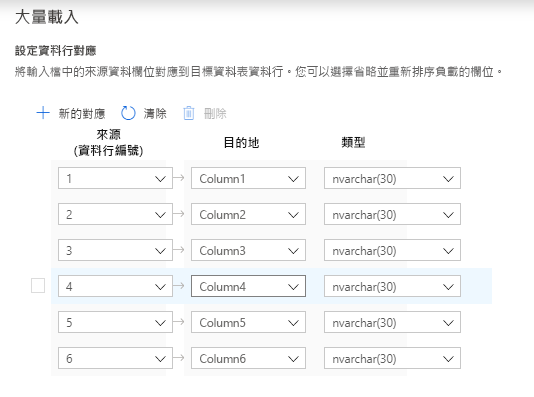 大量載入
設定資料行對應
將輸入檔中的來源資料欄位對應到目標資料表資料行。您可以選擇省略並重新排序負載的欄位。
新的對應 清除 刪除
來源 目的地 類型
(資料行編號)
1 Column1 nvarchar(30)
2 Column2 nvarchar(30)
3 Column3 nvarchar(30)
4 Column4 nvarchar(30)
5 Column5 nvarchar(30)
6 Column6 nvarchar(30)